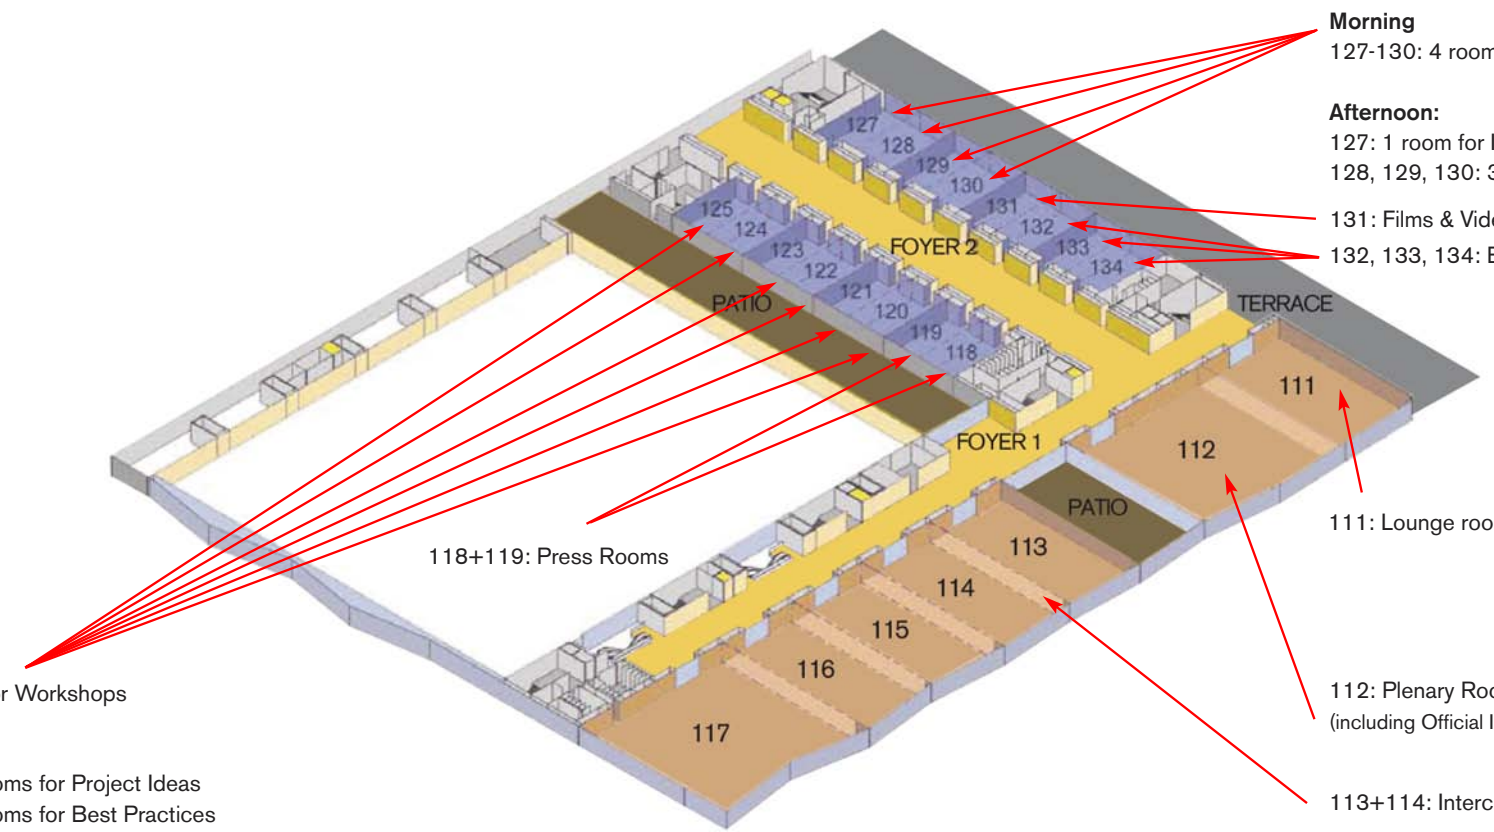 Morning
127-130: 4 room
Afternoon:
127: 1 room for
128, 129, 130: 3
131: Films & Vide
132, 133, 134: E
127
128
129
130
131
132
133
134
125
124
123
122
121
120
119
118
FOYER 2
PATIO
TERRACE
111
112
FOYER 1
PATIO
113
114
115
116
117
118+119: Press Rooms
111: Lounge roo
112: Plenary Roo
(including Official I
113+114: Interc
or Workshops
oms for Project Ideas
oms for Best Practices